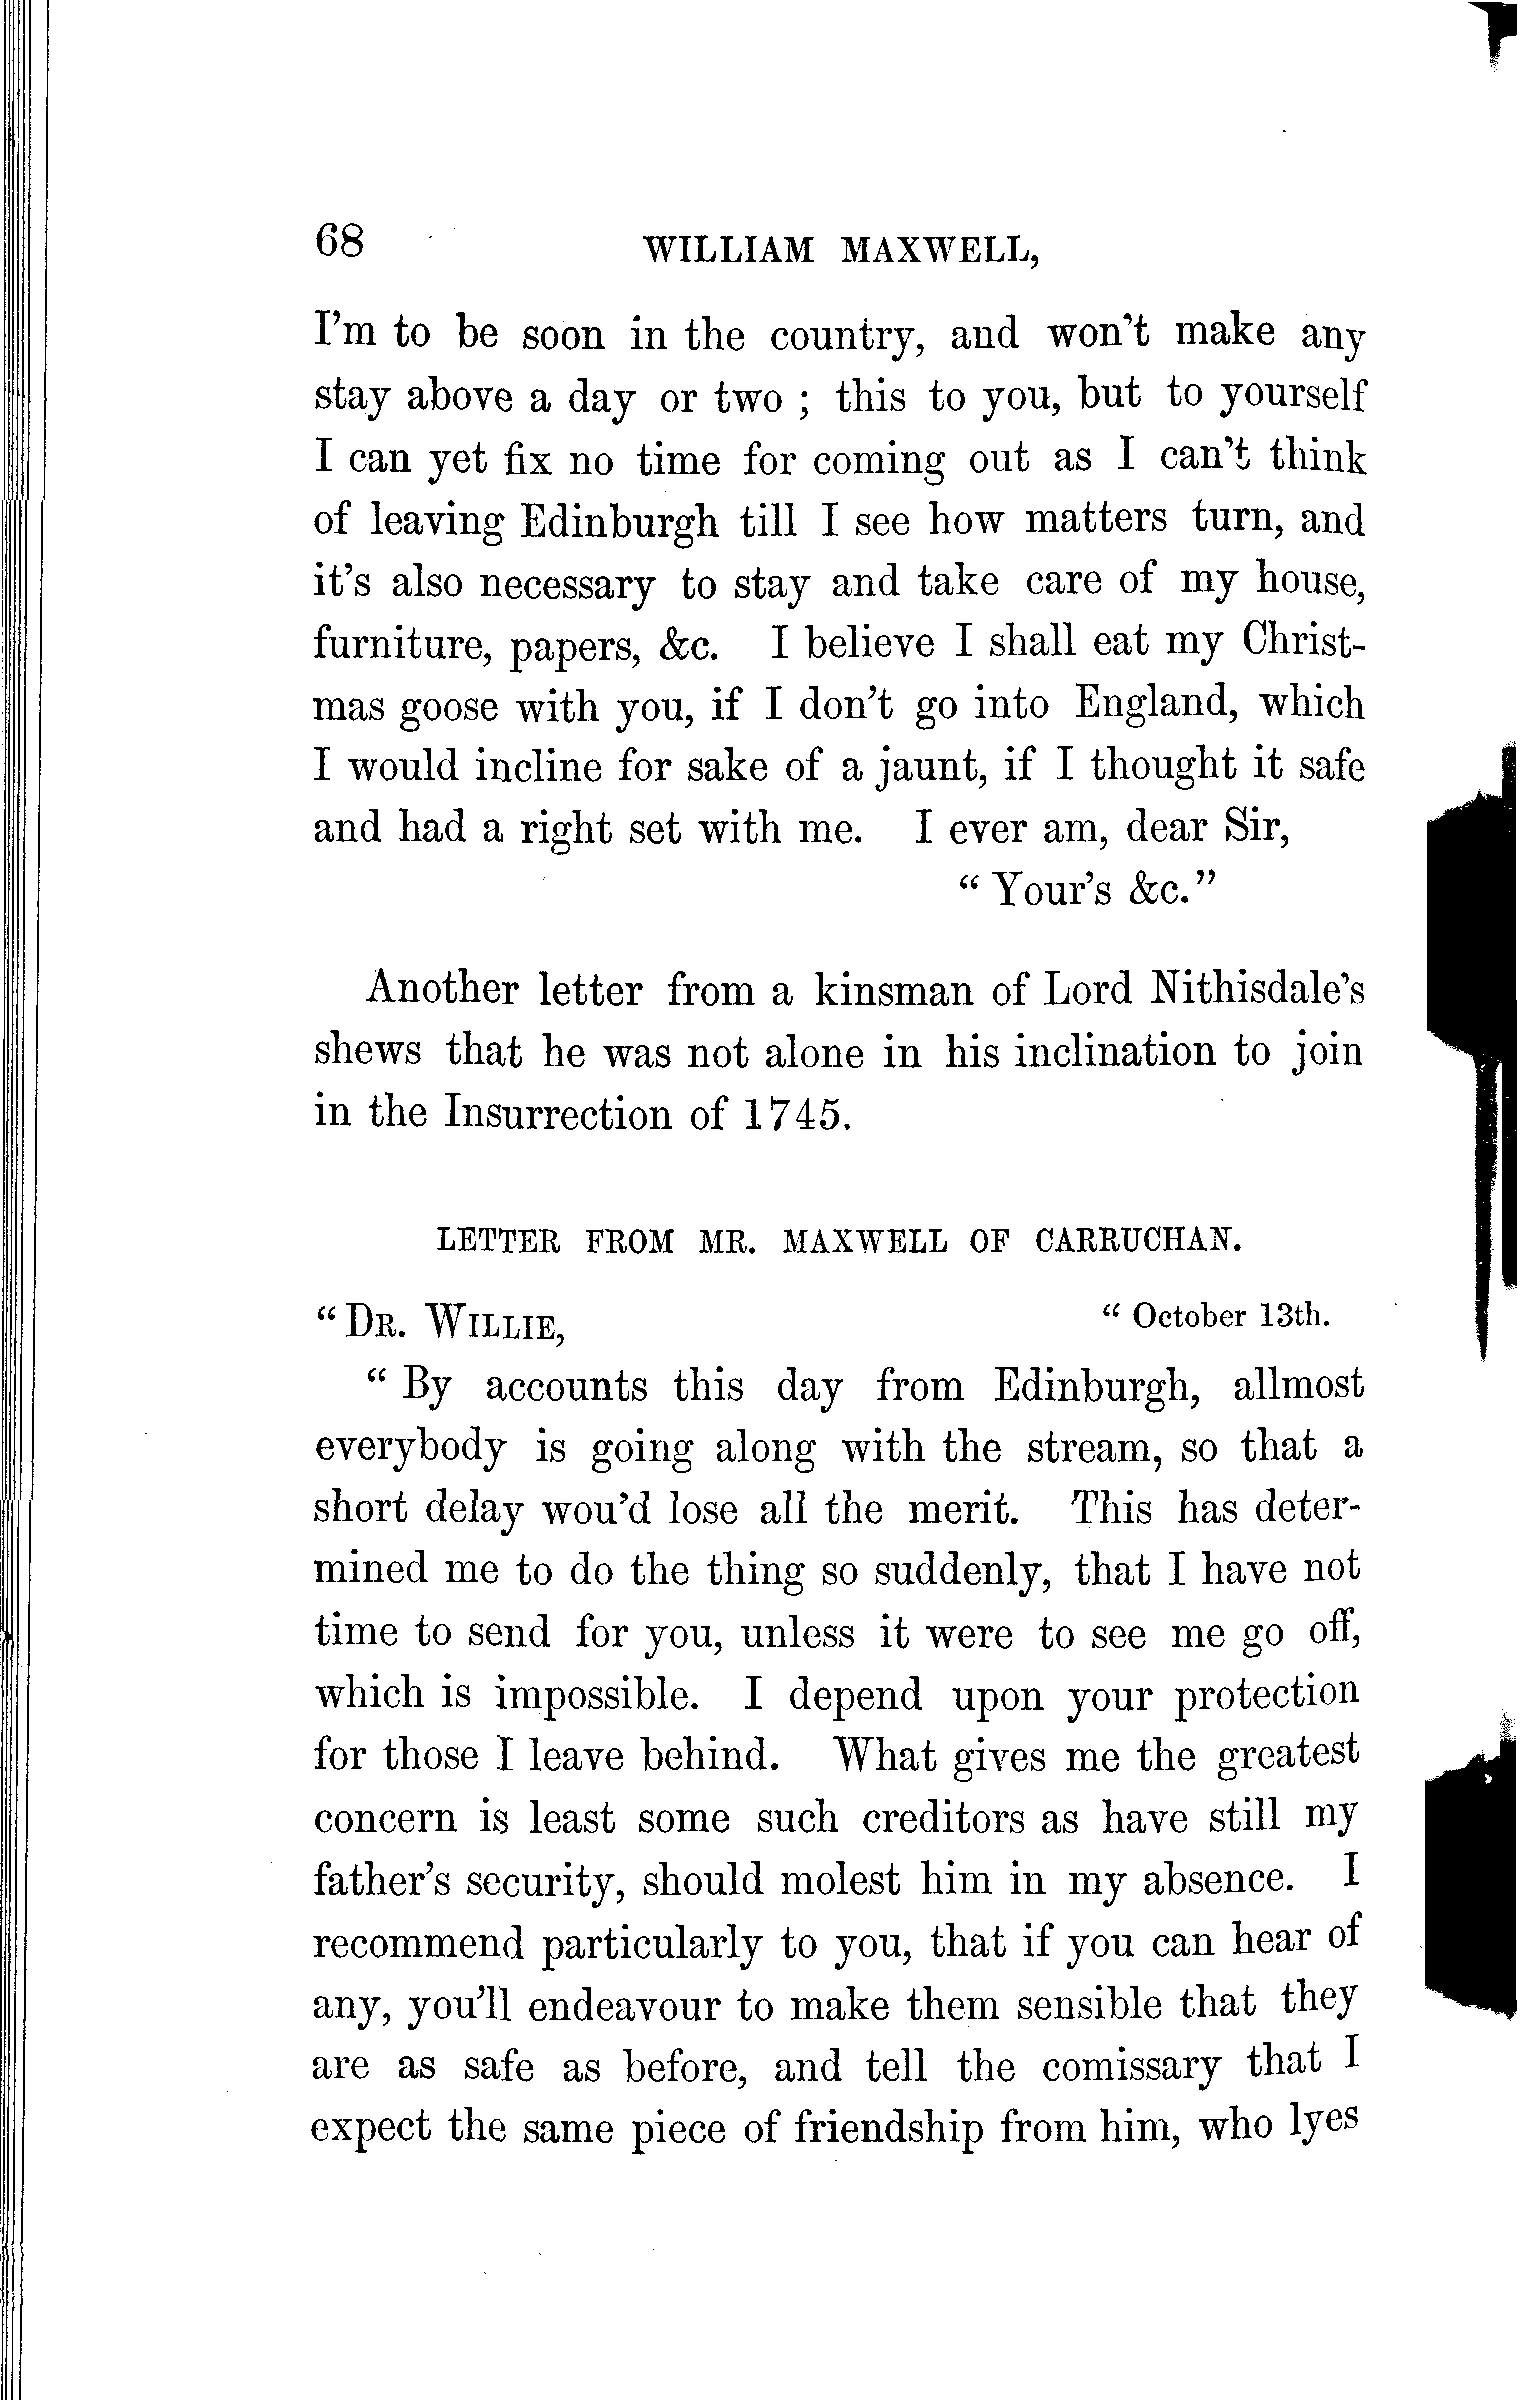 68 WILLIAM MAXWELL,
I'm to be soon in the country, and won't make any
stay above a day or two ; this to you, but to yourself
I can yet fix no time for coming out as I can't think
of leaving Edinburgh till I see how matters turn, and
it's also necessary to stay and take care of my house,
furniture, papers, &c. I believe I shall eat my Christ-
mas goose with you, if I don't go into England, which
I would incline for sake of a jaunt, if I thought it safe
and had a right set with me. I ever am, dear Sir,
“ Your's &c.”
Another letter from a kinsman of Lord Nithisdale's
shews that he was not alone in his inclination to join
in the Insurrection of 1745.
LETTER FROM MR. MAXWELL OF CARRUCHAN.
“ DR. WILLIE, “ October 13th.
“ By accounts this day from Edinburgh, allmost
everybody is going along with the stream, so that a
short delay wou'd lose all the merit. This has deter-
mined me to do the thing so suddenly, that I have not
time to send for you, unless it were to see me go off,
which is impossible. I depend upon your protection
for those I leave behind. What gives me the greatest
concern is least some such creditors as have still my
father's security, should molest him in my absence. I
recommend particularly to you, that if you can hear of
any, you'll endeavour to make them sensible that they
are as safe as before, and tell the comissary that I
expect the same piece of friendship from him, who lyes